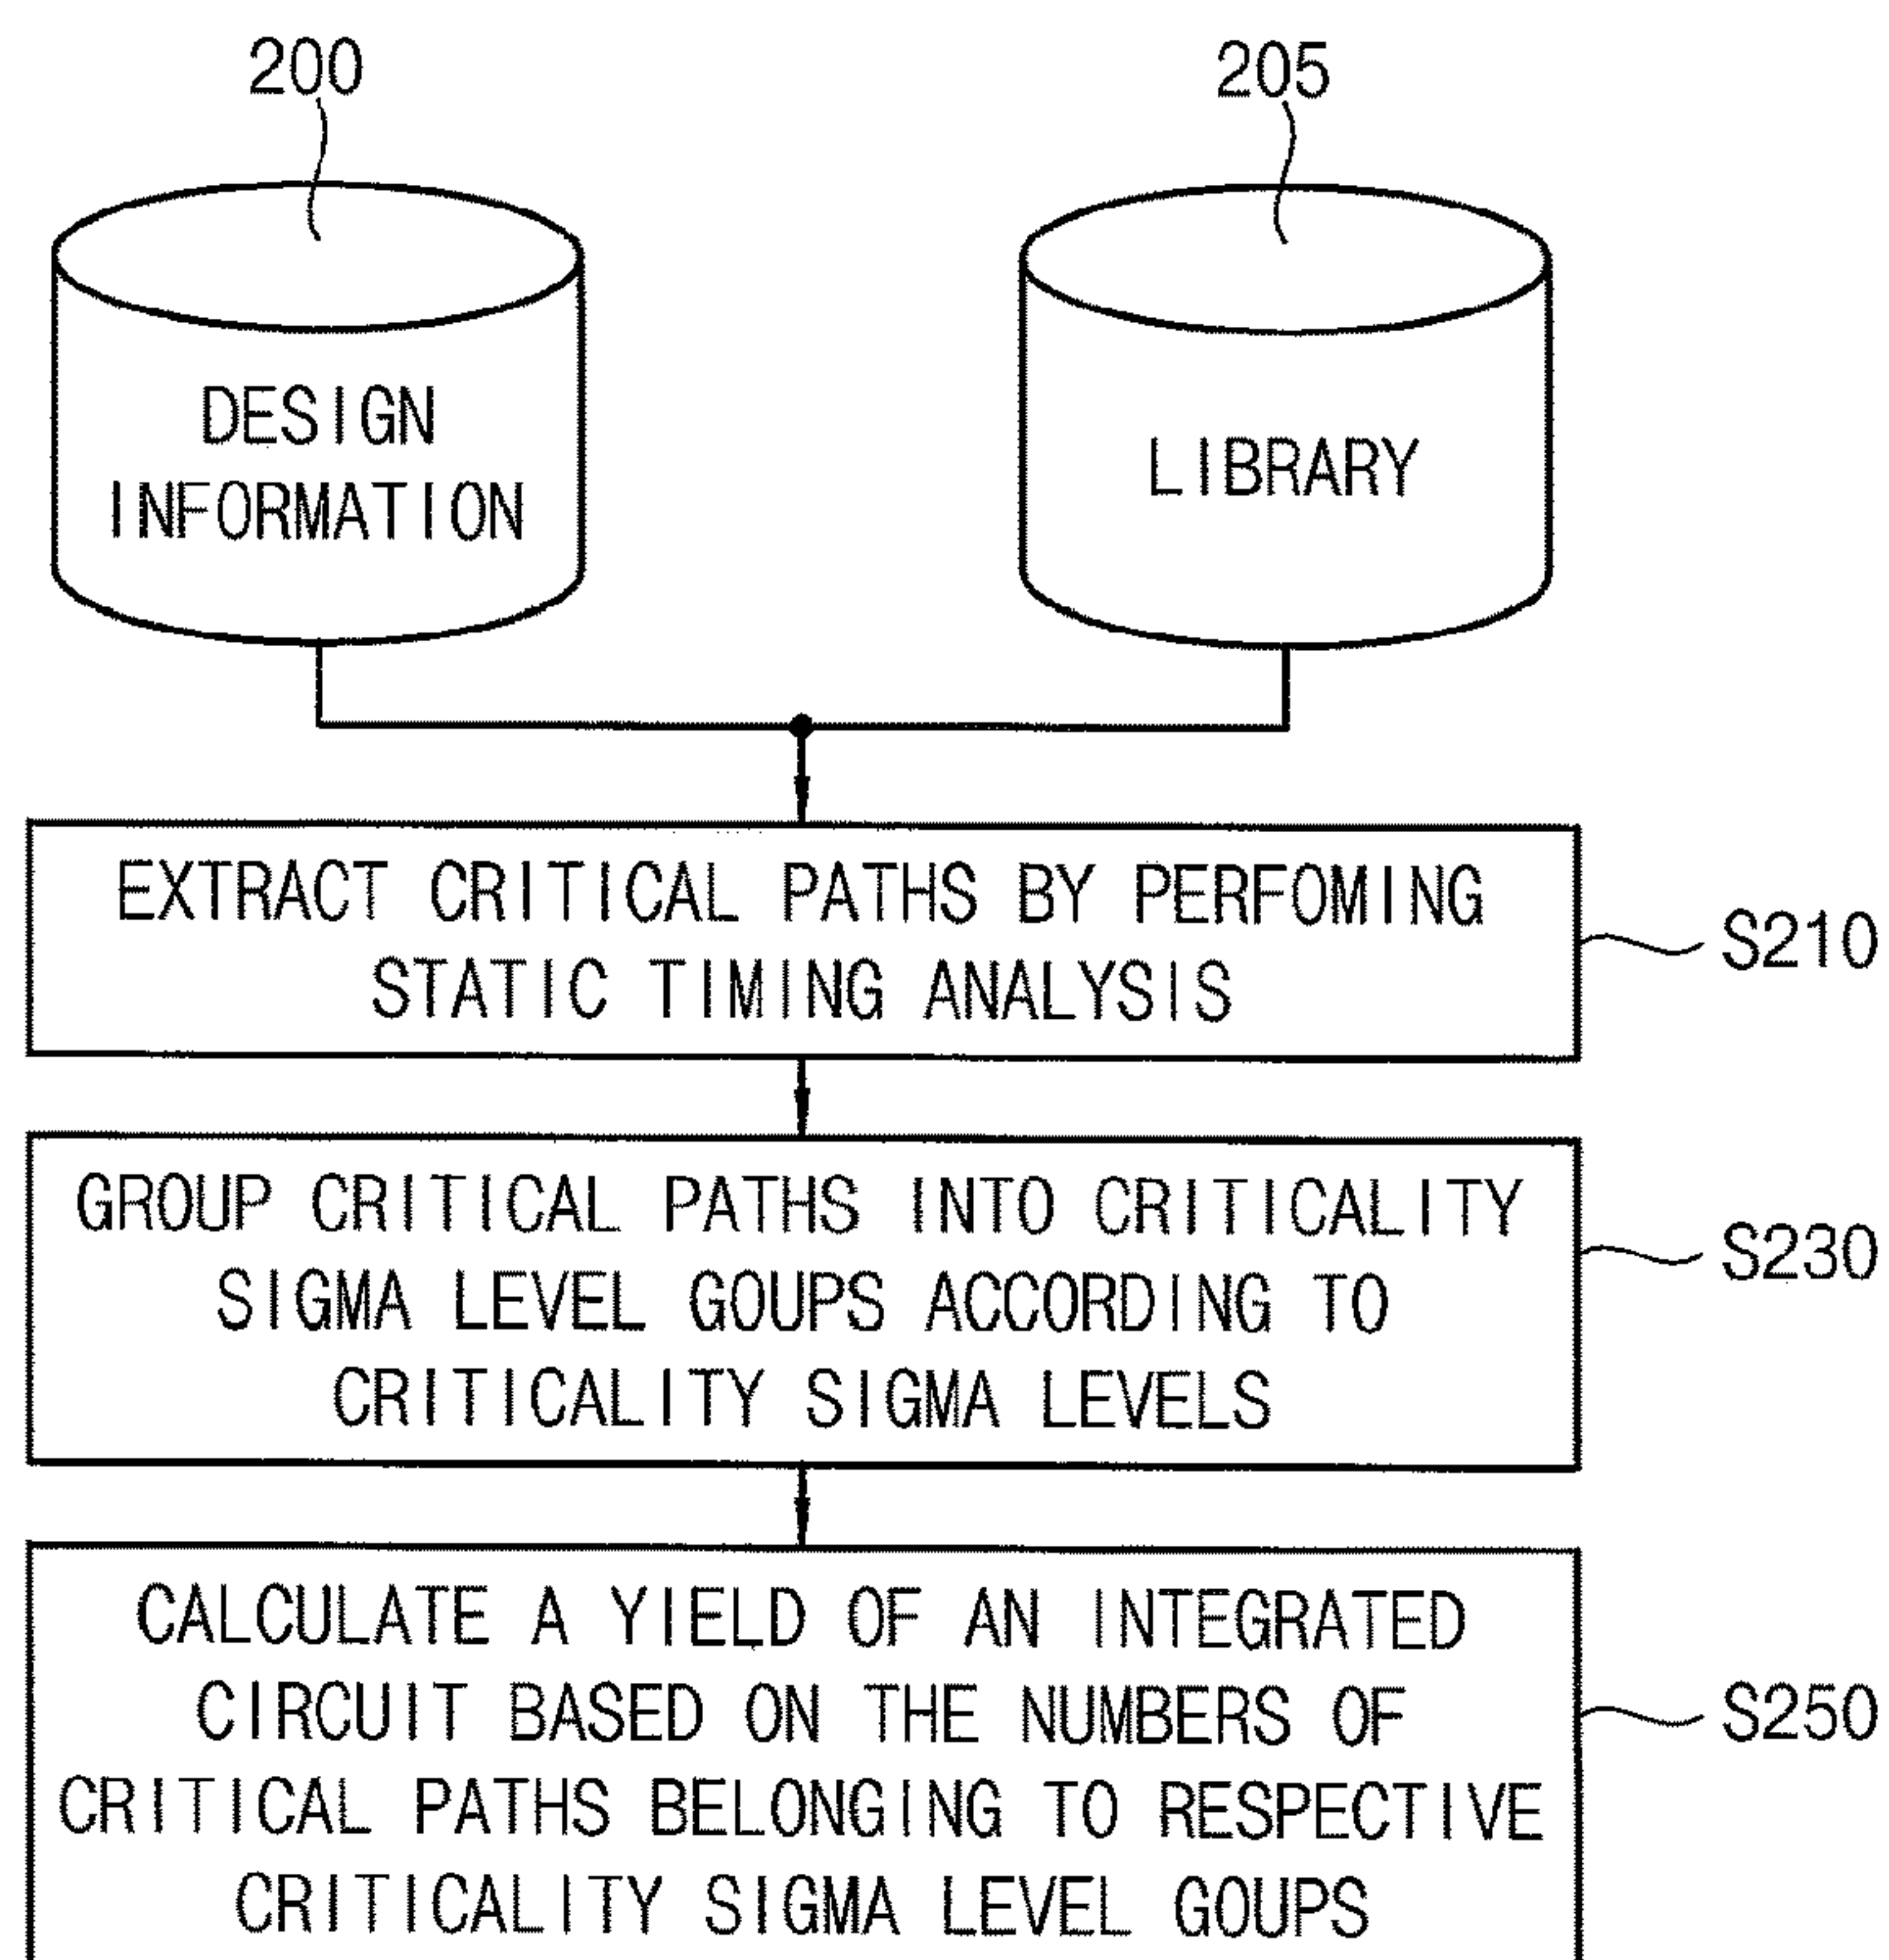 200
205
DESIGN
INFORMATION
LIBRARY
EXTRACT CRITICAL PATHS BY PERFOMING
STATIC TIMING ANALYSIS
S210
GROUP CRITICAL PATHS INTO CRITICALITY
SIGMA LEVEL GOUPS ACCORDING TO
CRITICALITY SIGMA LEVELS
S230
CALCULATE A YIELD OF AN INTEGRATED
CIRCUIT BASED ON THE NUMBERS OF
CRITICAL PATHS BELONGING TO RESPECTIVE
CRITICALITY SIGMA LEVEL GOUPS
S250